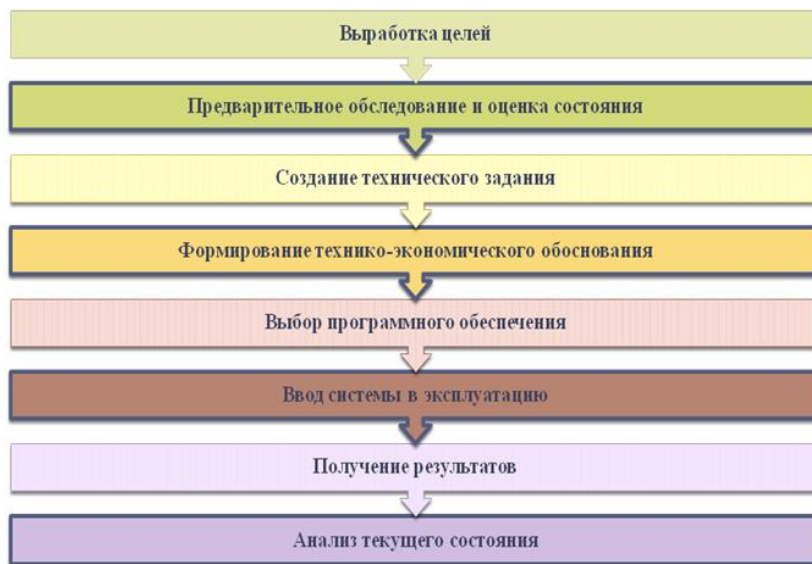 Выработка целей
Предварительное обследование и оценка состояния
Создание технического задания
Формирование технико-экономического обоснования
Выбор программного обеспечения
Ввод системы в эксплуатацию
Получение результатов
Анализ текущего состояния